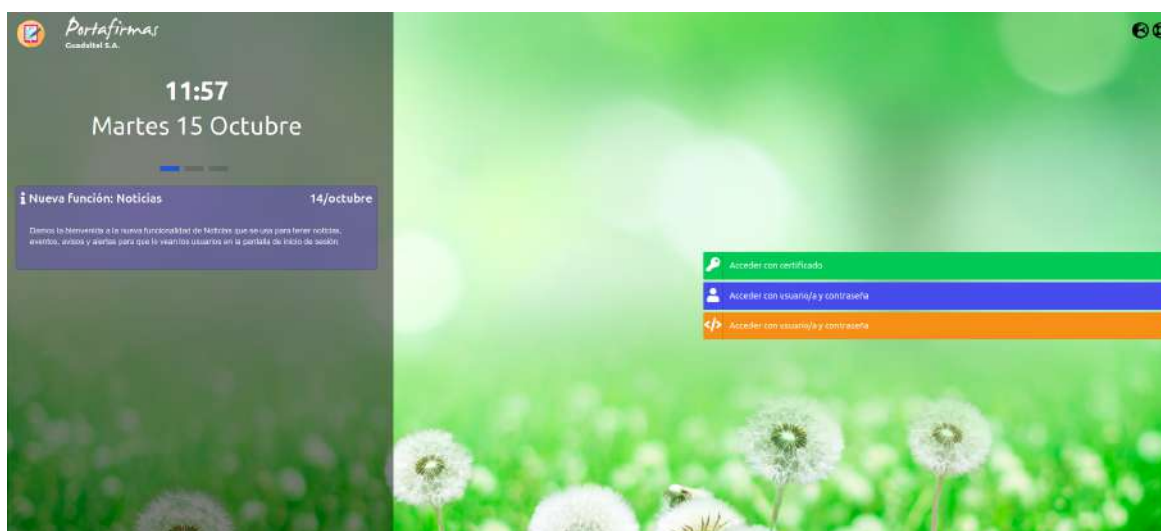 Portafirmas
Guadaltel S.A.
11:57
Martes 15 Octubre
Nueva función: Noticias 14/octubre
Damos la bienvenida a la nueva funcionalidad de Noticias que se usa para tener noticias,
eventos, avisos y alertas para que lo vean los usuarios en la pantalla de inicio de sesión
Acceder con certificado
Acceder con usuario/a y contraseña
Acceder con usuario/a y contraseña